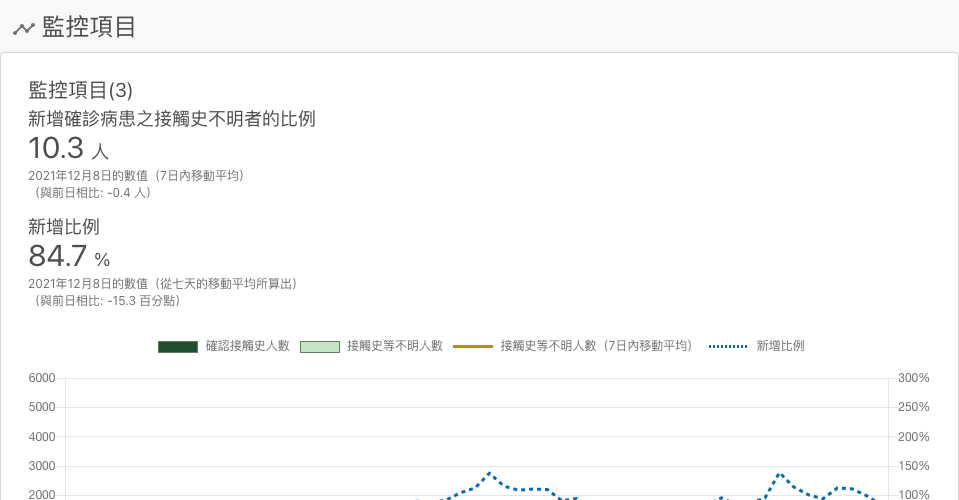 監控項目
監控項目(3)
新增確診病患之接觸史不明者的比例
10.3 人
2021年12月8日的數值（7日內移動平均）
（與前日相比: -0.4 人）
新增比例
84.7 %
2021年12月8日的數值（從七天的移動平均所算出）
（與前日相比: -15.3 百分點）
確認接觸史人數 接觸史等不明人數 接觸史等不明人數（7日內移動平均） 新增比例
6000 300%
5000 250%
4000 200%
3000 150%
2000 100%